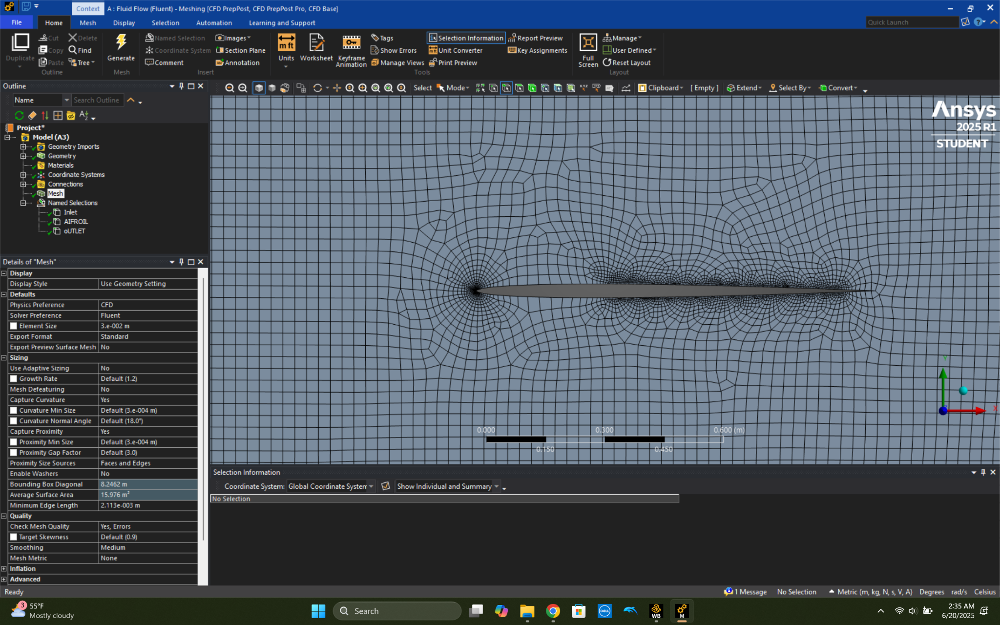 Context
A : Fluid Flow (Fluent) - Meshing [CFD PrepPost, CFD PrepPost Pro, CFD Base]
File
Home
Mesh
Display
Selection
Automation
Learning and Support
Quick Launch
Duplicate
Cut
Copy
Paste
Delete
Find
Tree
Outline
Generate
Mesh
Named Selection
Coordinate System
Comment
Images
Section Plane
Annotation
Insert
m ft
Units
Worksheet
Keyframe
Animation
Tags
Show Errors
Manage Views
Selection Information
Unit Converter
Print Preview
Report Preview
Key Assignments
Tools
Full
Screen
Manage
User Defined
Reset Layout
Layout
Outline
Name
Search Outline
Select
Mode
Clipboard
[ Empty ]
Extend
Select By
Convert
Project*
Model (A3)
Geometry Imports
Geometry
Materials
Coordinate Systems
Connections
Mesh
Named Selections
Inlet
AIFROIL
oUTLET
Ansys
2025 R1
STUDENT
Details of "Mesh"
Display
Display Style Use Geometry Setting
Defaults
Physics Preference CFD
Solver Preference Fluent
Element Size 3.e-002 m
Export Format Standard
Export Preview Surface Mesh No
Sizing
Use Adaptive Sizing No
Growth Rate Default (1.2)
Mesh Defeaturing No
Capture Curvature Yes
Curvature Min Size Default (3.e-004 m)
Curvature Normal Angle Default (18.0°)
Capture Proximity Yes
Proximity Min Size Default (3.e-004 m)
Proximity Gap Factor Default (3.0)
Proximity Size Sources Faces and Edges
Enable Washers No
Bounding Box Diagonal 8.2462 m
Average Surface Area 15.976 m²
Minimum Edge Length 2.113e-003 m
Quality
Check Mesh Quality Yes, Errors
Target Skewness Default (0.9)
Smoothing Medium
Mesh Metric None
Inflation
Advanced
Y
X
0.000 0.300 0.600 (m)
0.150 0.450
Selection Information
Coordinate System: Global Coordinate System
Show Individual and Summary
No Selection
Ready
1 Message
No Selection
Metric (m, kg, N, s, V, A)
Degrees
rad/s
Celsius
3
55°F
Mostly cloudy
Search
DELL
WB
M
2:35 AM
6/20/2025